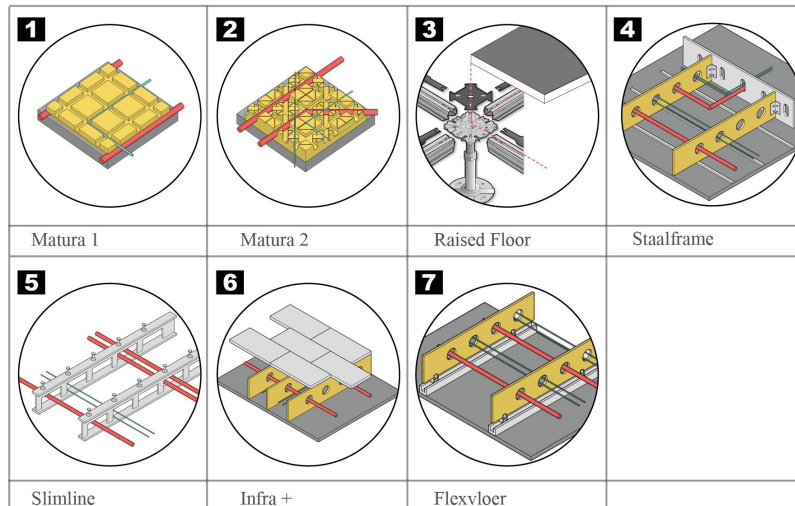 1
2
3
4
Matura 1
Matura 2
Raised Floor
Staalframe
5
6
7
Slimline
Infra +
Flexvloer